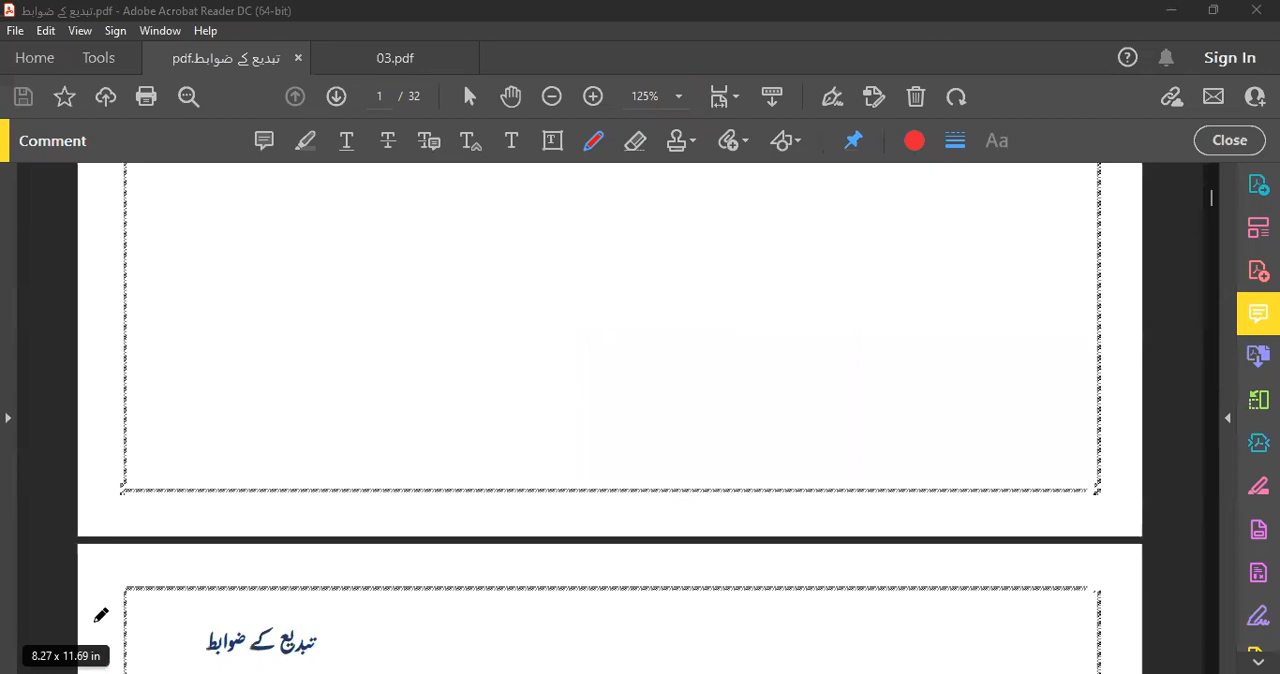 تبدیع کے ضوابط.pdf - Adobe Acrobat Reader DC (64-bit)
File Edit View Sign Window Help
Home Tools تبدیع کے ضوابط.pdf × 03.pdf Sign In
1 / 32 125%
Comment Aa Close
تبدیع کے ضوابط
8.27 x 11.69 in